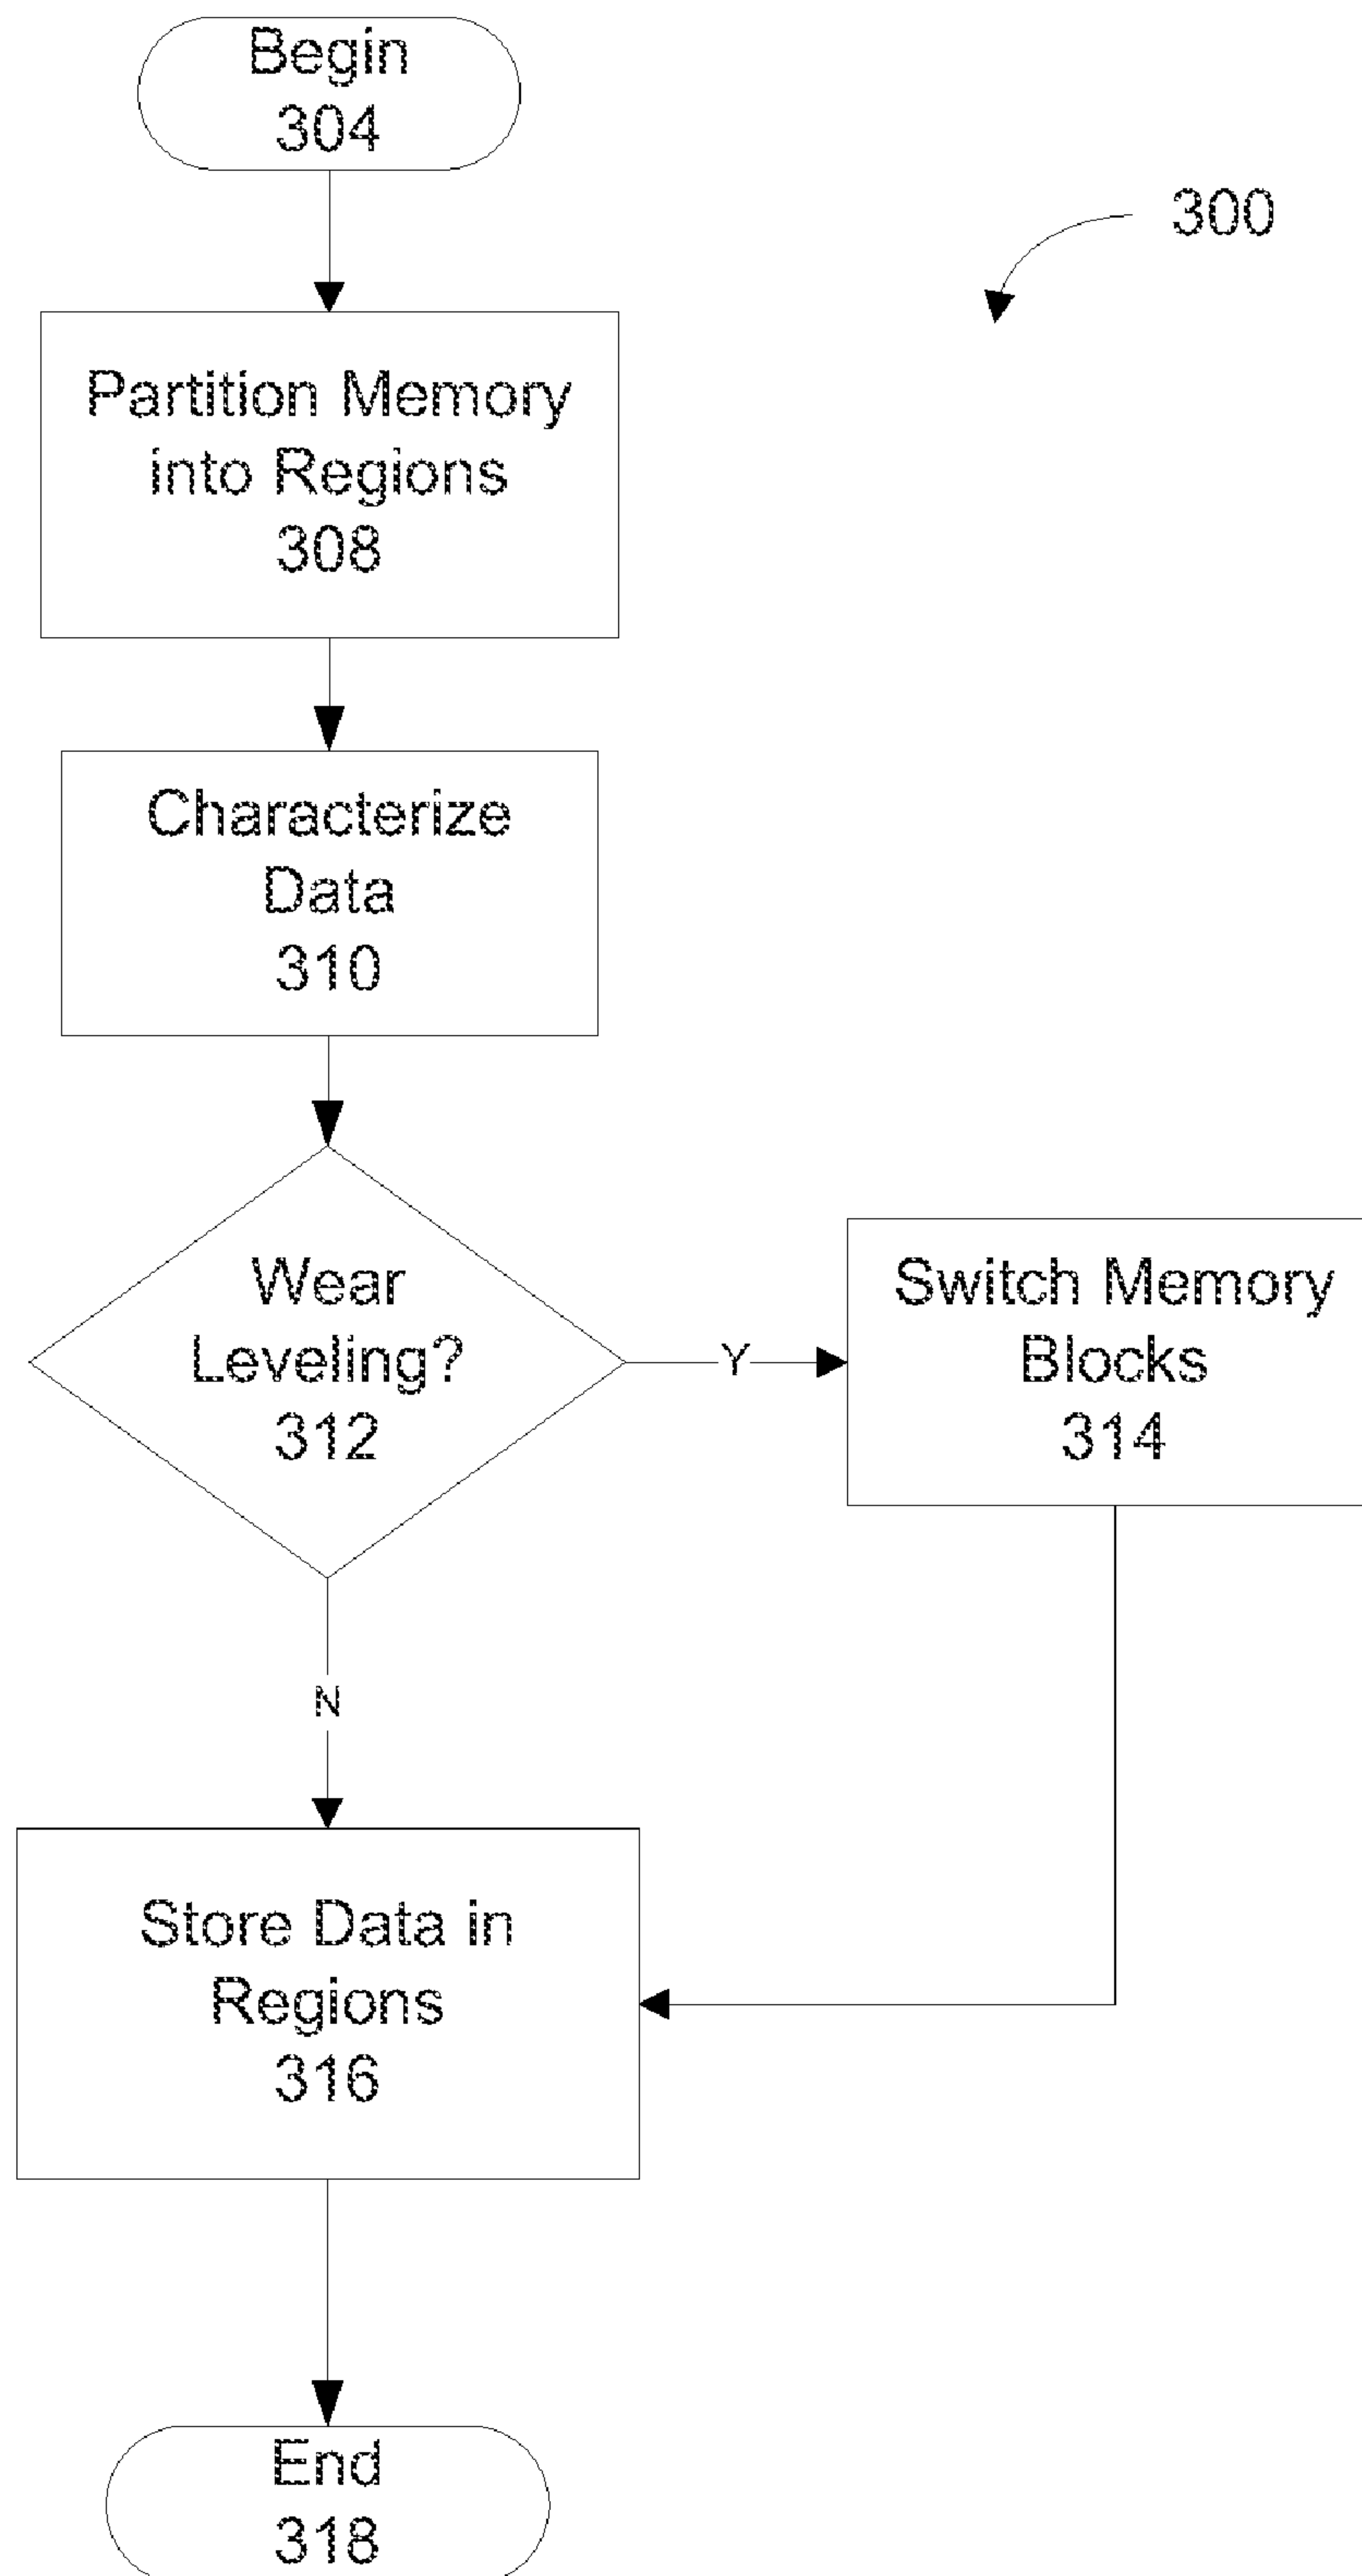 Begin
304
300
Partition Memory
into Regions
308
Characterize
Data
310
Wear
Leveling?
312
Y
Switch Memory
Blocks
314
N
Store Data in
Regions
316
End
318